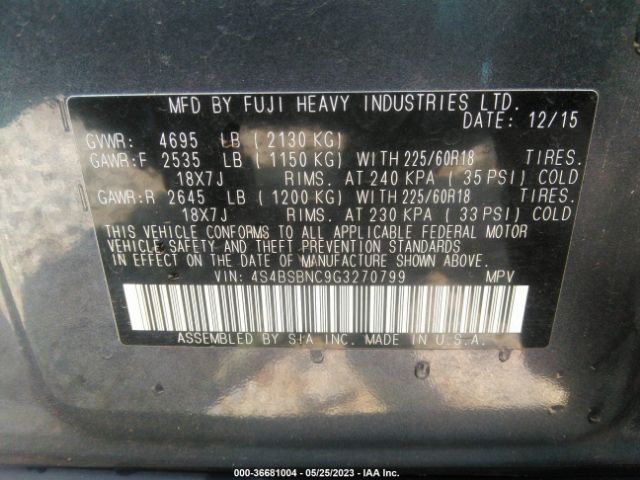 MFD BY FUJI HEAVY INDUSTRIES LTD.
DATE: 12/15
GVWR: 4695 LB (2130 KG)
GAWR:F 2535 LB (1150 KG) WITH 225/60R18 TIRES.
18X7J RIMS. AT 240 KPA (35 PSI) COLD
GAWR:R 2645 LB (1200 KG) WITH 225/60R18 TIRES.
18X7J RIMS. AT 230 KPA (33 PSI) COLD
THIS VEHICLE CONFORMS TO ALL APPLICABLE FEDERAL MOTOR
VEHICLE SAFETY AND THEFT PREVENTION STANDARDS
IN EFFECT ON THE DATE OF MANUFACTURE SHOWN ABOVE.
VIN: 4S4BSBNC9G3270799 MPV
ASSEMBLED BY SIA INC. MADE IN U.S.A.
000-36681004 - 05/25/2023 - IAA Inc.